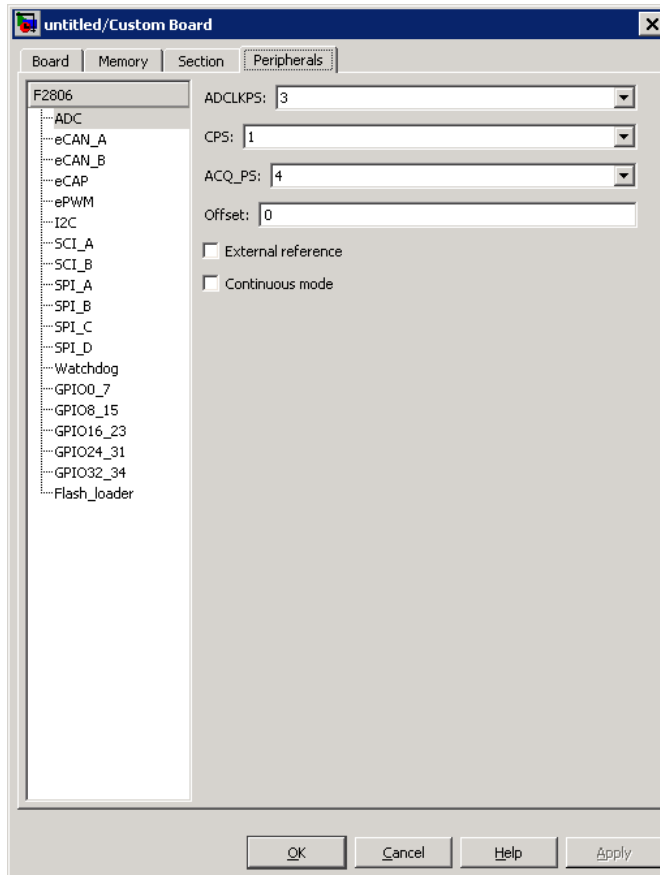 untitled/Custom Board
Board Memory Section Peripherals
F2806
ADC
eCAN_A
eCAN_B
eCAP
ePWM
I2C
SCI_A
SCI_B
SPI_A
SPI_B
SPI_C
SPI_D
Watchdog
GPIO0_7
GPIO8_15
GPIO16_23
GPIO24_31
GPIO32_34
Flash_loader
ADCLKPS: 3
CPS: 1
ACQ_PS: 4
Offset: 0
External reference
Continuous mode
OK Cancel Help Apply